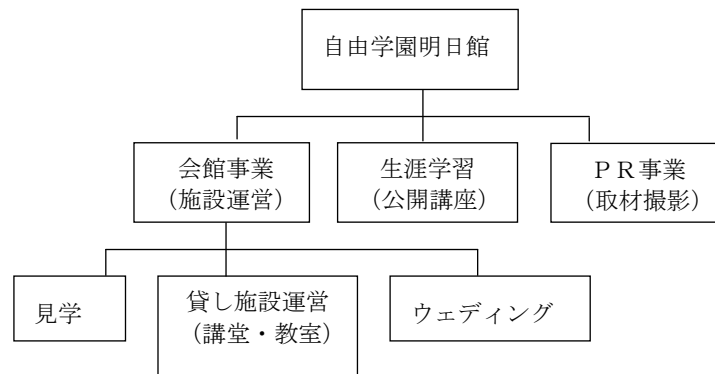 自由学園明日館
会館事業
(施設運営)
生涯学習
(公開講座)
ＰＲ事業
(取材撮影)
見学
貸し施設運営
(講堂・教室)
ウェディング